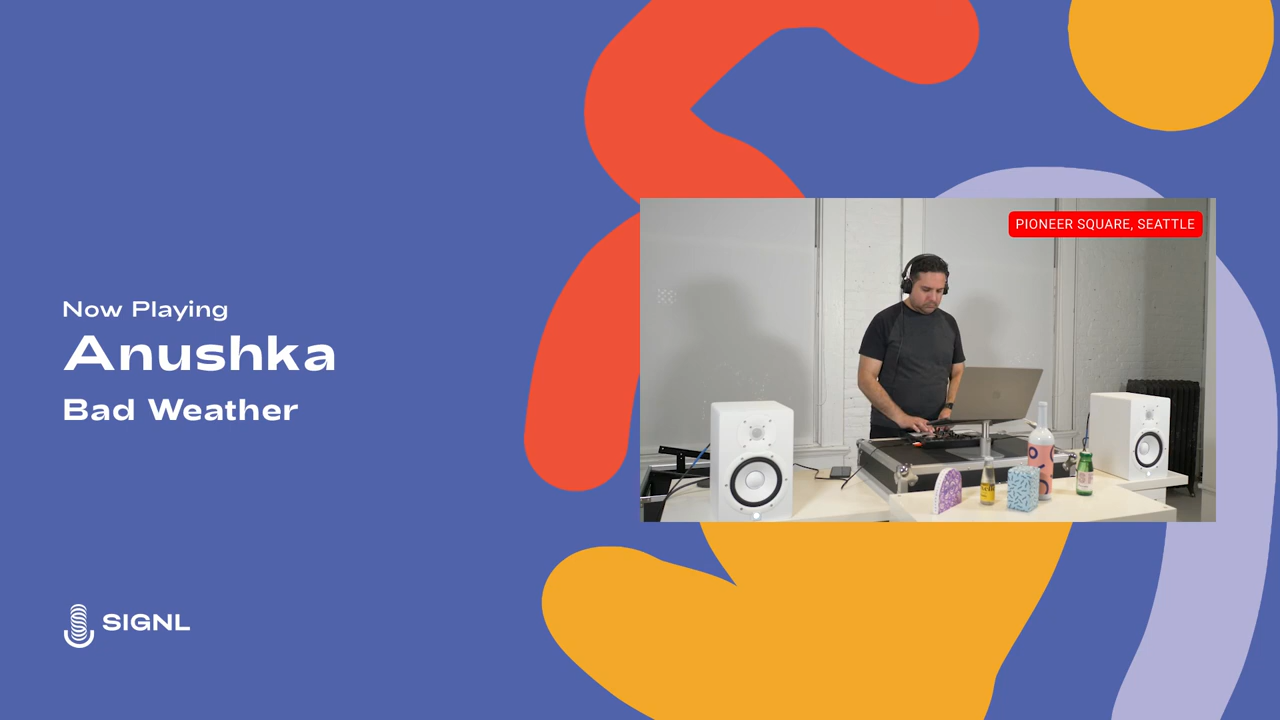 PIONEER SQUARE, SEATTLE
Now Playing
Anushka
Bad Weather
SIGNL